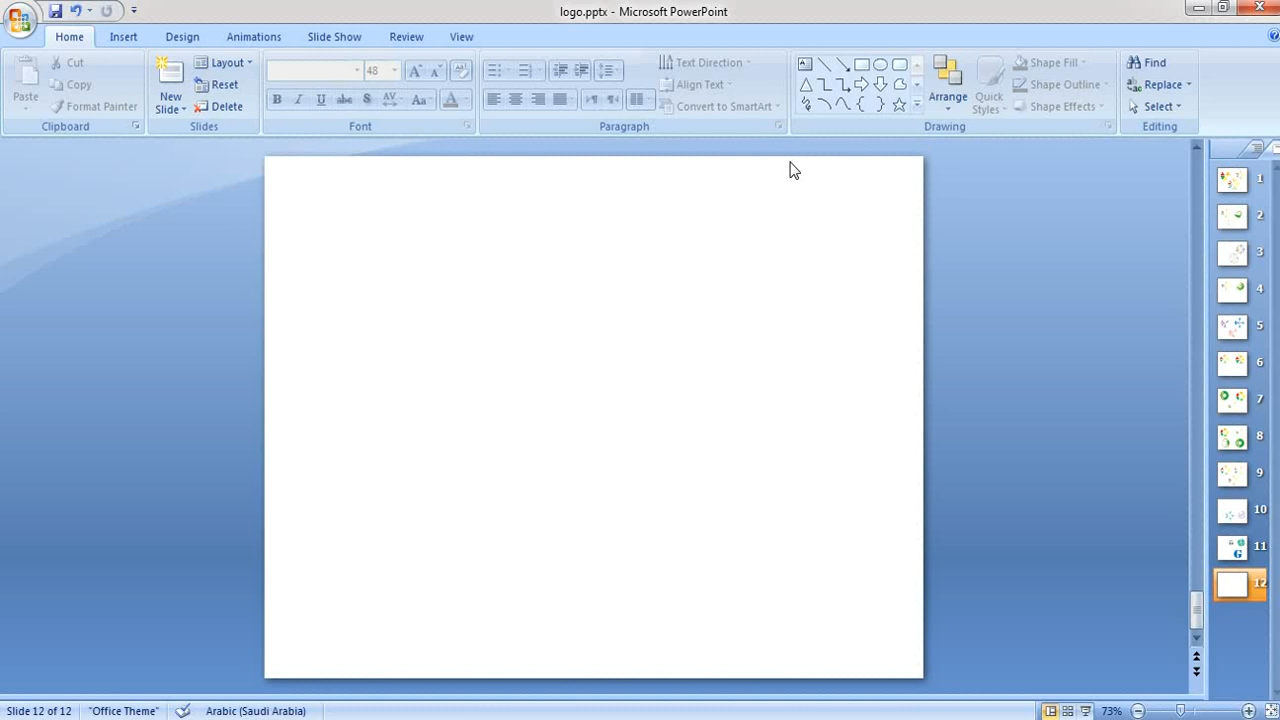 logo.pptx - Microsoft PowerPoint
Home Insert Design Animations Slide Show Review View
Paste
Cut
Copy
Format Painter
Clipboard
New Slide
Layout
Reset
Delete
Slides
48
B I U abc S AV Aa A
Font
Text Direction
Align Text
Convert to SmartArt
Paragraph
Arrange
Quick Styles
Shape Fill
Shape Outline
Shape Effects
Drawing
Find
Replace
Select
Editing
1
2
3
4
5
6
7
8
9
10
G 11
12
Slide 12 of 12 "Office Theme" Arabic (Saudi Arabia) 73%